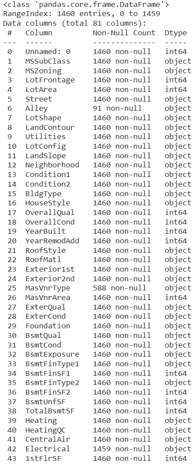 <class 'pandas.core.frame.DataFrame'>
RangeIndex: 1460 entries, 0 to 1459
Data columns (total 81 columns):
# Column Non-Null Count Dtype
--- ------ -------------- -----
0 Unnamed: 0 1460 non-null int64
1 MSSubClass 1460 non-null object
2 MSZoning 1460 non-null object
3 LotFrontage 1460 non-null int64
4 LotArea 1460 non-null int64
5 Street 1460 non-null object
6 Alley 91 non-null object
7 LotShape 1460 non-null object
8 LandContour 1460 non-null object
9 Utilities 1460 non-null object
10 LotConfig 1460 non-null object
11 LandSlope 1460 non-null object
12 Neighborhood 1460 non-null object
13 Condition1 1460 non-null object
14 Condition2 1460 non-null object
15 BldgType 1460 non-null object
16 HouseStyle 1460 non-null object
17 OverallQual 1460 non-null int64
18 OverallCond 1460 non-null int64
19 YearBuilt 1460 non-null int64
20 YearRemodAdd 1460 non-null int64
21 RoofStyle 1460 non-null object
22 RoofMatl 1460 non-null object
23 Exterior1st 1460 non-null object
24 Exterior2nd 1460 non-null object
25 MasVnrType 588 non-null object
26 MasVnrArea 1460 non-null int64
27 ExterQual 1460 non-null object
28 ExterCond 1460 non-null object
29 Foundation 1460 non-null object
30 BsmtQual 1460 non-null object
31 BsmtCond 1460 non-null object
32 BsmtExposure 1460 non-null object
33 BsmtFinType1 1460 non-null object
34 BsmtFinSF1 1460 non-null int64
35 BsmtFinType2 1460 non-null object
36 BsmtFinSF2 1460 non-null int64
37 BsmtUnfSF 1460 non-null int64
38 TotalBsmtSF 1460 non-null int64
39 Heating 1460 non-null object
40 HeatingQC 1460 non-null object
41 CentralAir 1460 non-null object
42 Electrical 1459 non-null object
43 1stFlrSF 1460 non-null int64